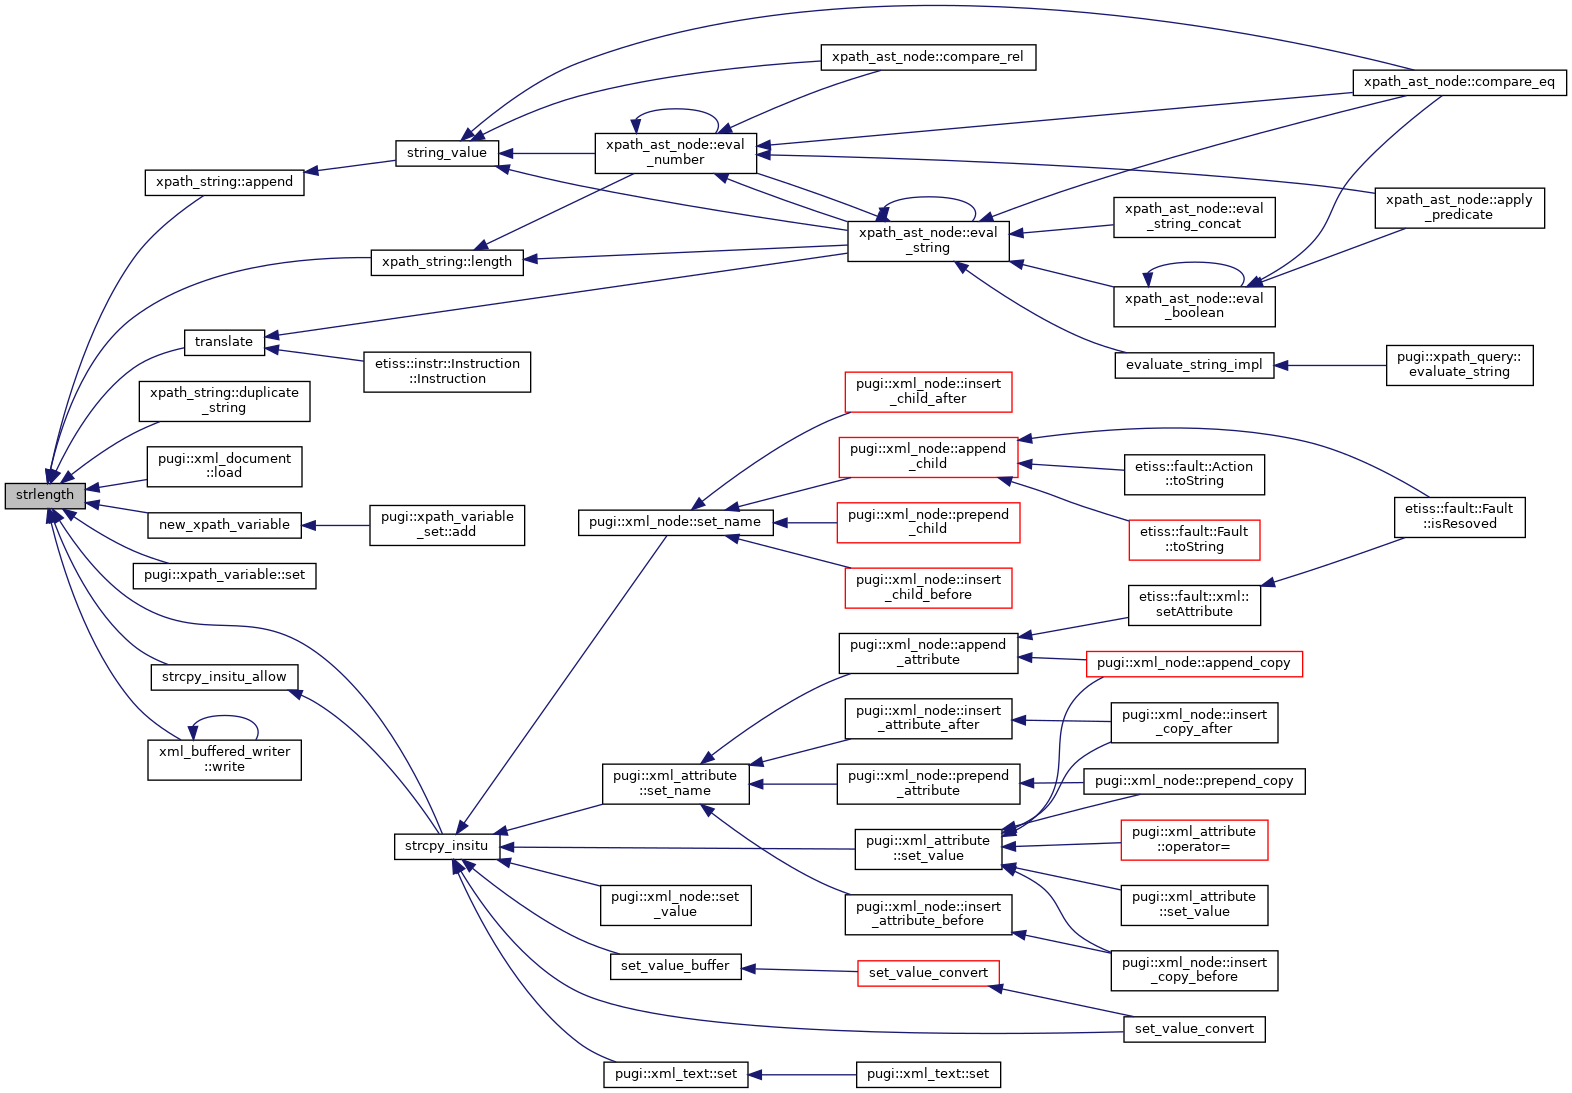 xpath_ast_node::compare_rel
xpath_ast_node::compare_eq
string_value
xpath_ast_node::eval
_number
xpath_string::append
xpath_ast_node::apply
_predicate
xpath_ast_node::eval
_string_concat
xpath_ast_node::eval
_string
xpath_string::length
xpath_ast_node::eval
_boolean
translate
etiss::instr::Instruction
::Instruction
evaluate_string_impl
pugi::xpath_query::
evaluate_string
xpath_string::duplicate
_string
pugi::xml_node::insert
_child_after
pugi::xml_document
::load
pugi::xml_node::append
_child
etiss::fault::Action
::toString
strlength
new_xpath_variable
pugi::xpath_variable
_set::add
pugi::xml_node::set_name
pugi::xml_node::prepend
_child
etiss::fault::Fault
::toString
etiss::fault::Fault
::isResoved
pugi::xpath_variable::set
pugi::xml_node::insert
_child_before
etiss::fault::xml::
setAttribute
pugi::xml_node::append
_attribute
pugi::xml_node::append_copy
strcpy_insitu_allow
pugi::xml_node::insert
_attribute_after
pugi::xml_node::insert
_copy_after
xml_buffered_writer
::write
pugi::xml_attribute
::set_name
pugi::xml_node::prepend
_attribute
pugi::xml_node::prepend_copy
strcpy_insitu
pugi::xml_attribute
::set_value
pugi::xml_attribute
::operator=
pugi::xml_node::set
_value
pugi::xml_node::insert
_attribute_before
pugi::xml_attribute
::set_value
set_value_buffer
set_value_convert
pugi::xml_node::insert
_copy_before
set_value_convert
pugi::xml_text::set
pugi::xml_text::set